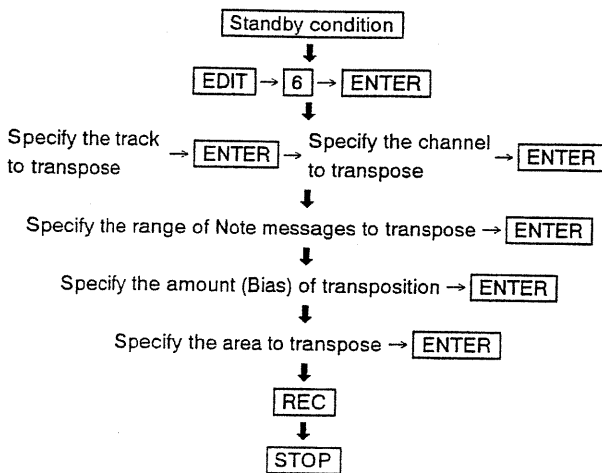 Standby condition
EDIT → 6 → ENTER
Specify the track to transpose → ENTER → Specify the channel to transpose → ENTER
Specify the range of Note messages to transpose → ENTER
Specify the amount (Bias) of transposition → ENTER
Specify the area to transpose → ENTER
REC
STOP